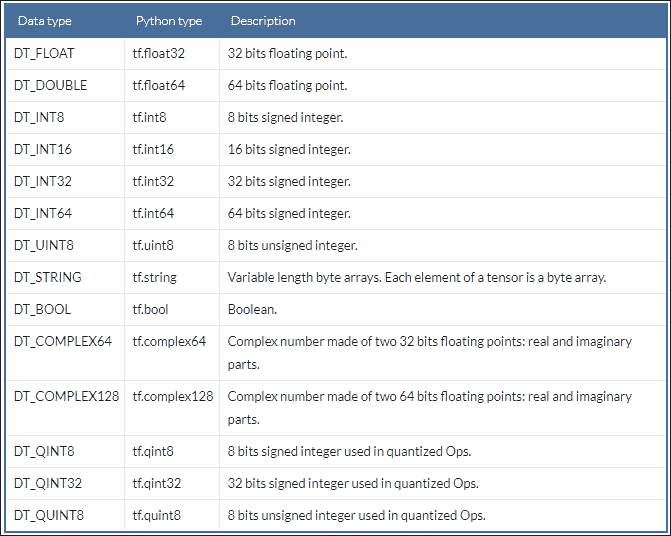 Data type Python type Description
DT_FLOAT tf.float32 32 bits floating point.
DT_DOUBLE tf.float64 64 bits floating point.
DT_INT8 tf.int8 8 bits signed integer.
DT_INT16 tf.int16 16 bits signed integer.
DT_INT32 tf.int32 32 bits signed integer.
DT_INT64 tf.int64 64 bits signed integer.
DT_UINT8 tf.uint8 8 bits unsigned integer.
DT_STRING tf.string Variable length byte arrays. Each element of a tensor is a byte array.
DT_BOOL tf.bool Boolean.
DT_COMPLEX64 tf.complex64 Complex number made of two 32 bits floating points: real and imaginary
parts.
DT_COMPLEX128 tf.complex128 Complex number made of two 64 bits floating points: real and imaginary
parts.
DT_QINT8 tf.qint8 8 bits signed integer used in quantized Ops.
DT_QINT32 tf.qint32 32 bits signed integer used in quantized Ops.
DT_QUINT8 tf.quint8 8 bits unsigned integer used in quantized Ops.